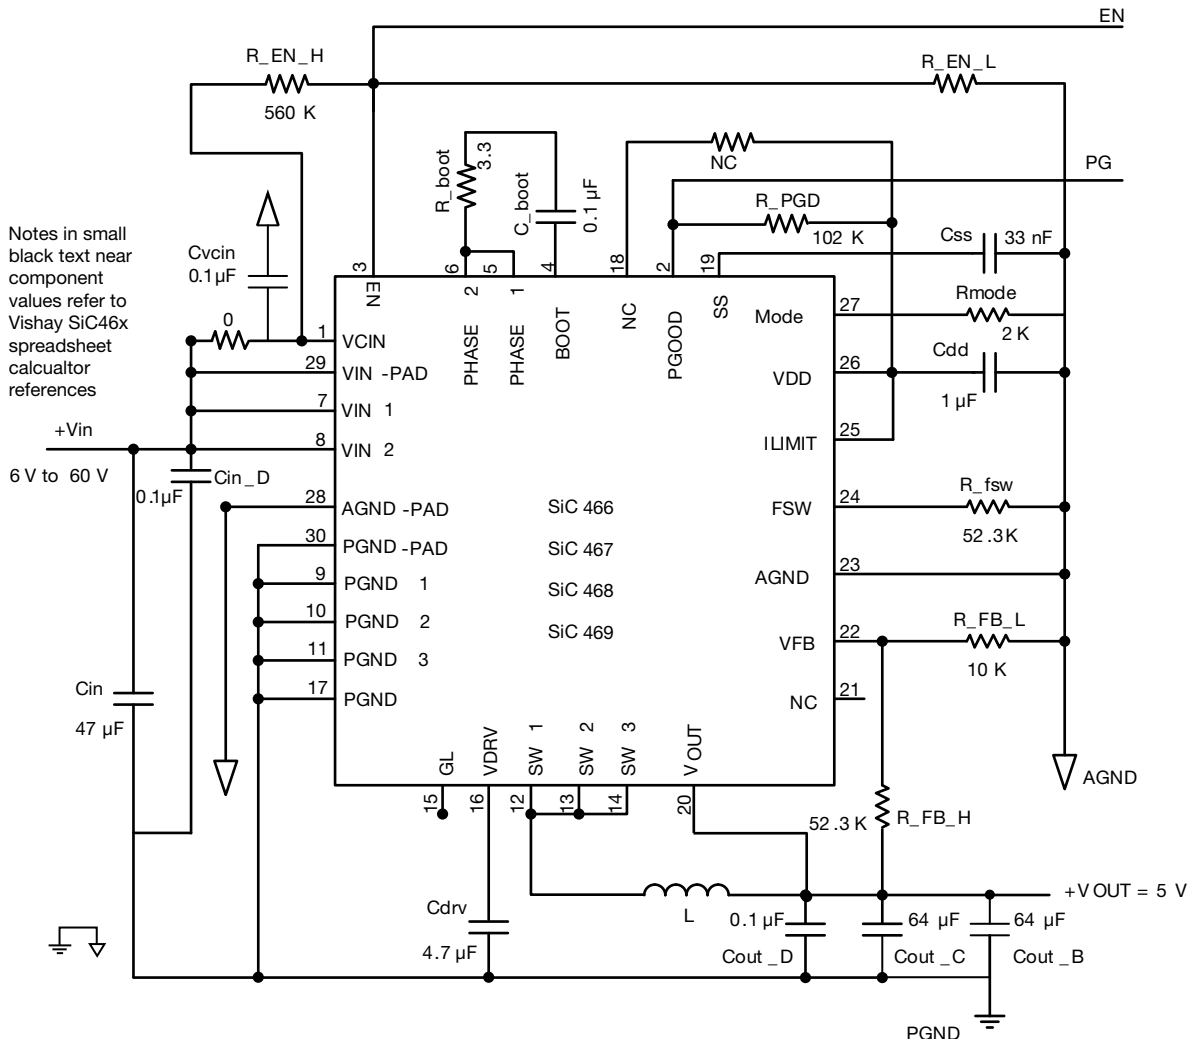 EN
R_EN_H
560 K
R_EN_L
R_boot
3.3
C_boot
0.1 µF
NC
PG
R_PGD
102 K
Css
33 nF
Notes in small
black text near
component
values refer to
Vishay SiC46x
spreadsheet
calcualtor
references
Cvcin
0.1µF
0
3
EN
6
PHASE 2
5
PHASE 1
4
BOOT
18
NC
2
PGOOD
19
SS
1
VCIN
29
VIN -PAD
7
VIN 1
8
VIN 2
+Vin
6 V to 60 V
Cin_D
0.1µF
28
AGND -PAD
30
PGND -PAD
9
PGND 1
10
PGND 2
11
PGND 3
17
PGND
Cin
47 µF
SiC 466
SiC 467
SiC 468
SiC 469
Mode
27
Rmode
2 K
VDD
26
Cdd
1 µF
ILIMIT
25
FSW
24
R_fsw
52.3K
AGND
23
VFB
22
R_FB_L
10 K
NC
21
AGND
GL
15
VDRV
16
SW 1
12
SW 2
13
SW 3
14
VOUT
20
52.3 K
R_FB_H
+VOUT = 5 V
L
Cdrv
4.7 µF
0.1 µF
Cout_D
64 µF
Cout_C
64 µF
Cout_B
PGND